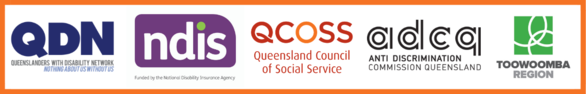 QDN
QUEENSLANDERS WITH DISABILITY NETWORK
NOTHING ABOUT US WITHOUT US
ndis
Funded by the National Disability Insurance Agency
QCOSS
Queensland Council
of Social Service
adcq
ANTI DISCRIMINATION
COMMISSION QUEENSLAND
TOOWOOMBA
REGION